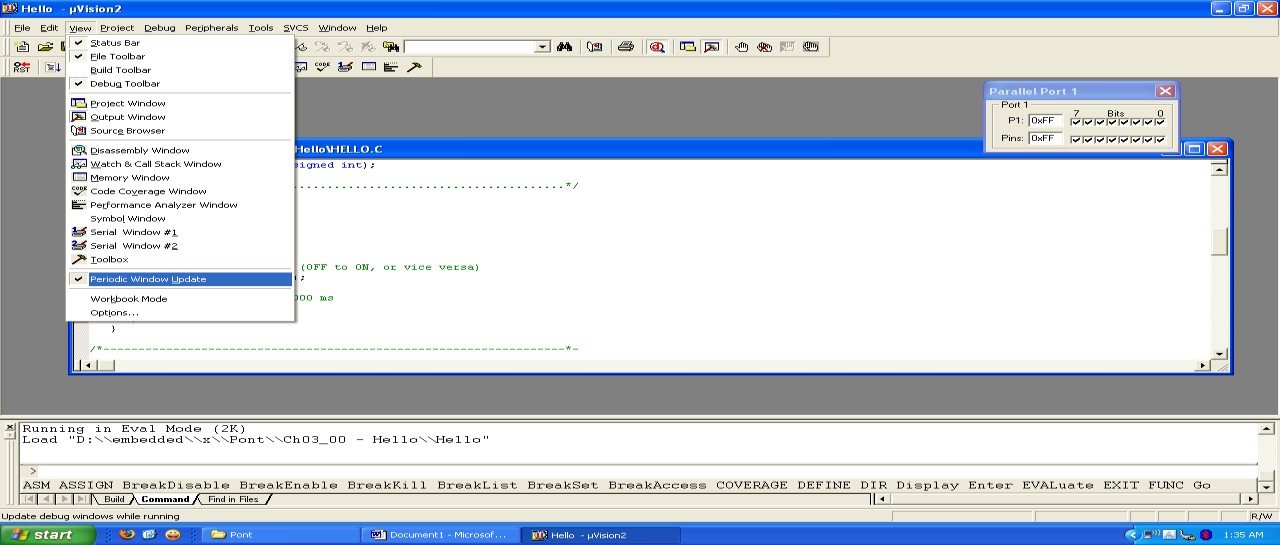 Hello - µVision2
File Edit View Project Debug Peripherals Tools SVCS Window Help
Status Bar
File Toolbar
Build Toolbar
Debug Toolbar
Project Window
Output Window
Source Browser
Disassembly Window
Watch & Call Stack Window
Memory Window
Code Coverage Window
Performance Analyzer Window
Symbol Window
Serial Window #1
Serial Window #2
Toolbox
Periodic Window Update
Workbook Mode
Options...
RST
CODE
Parallel Port 1
Port 1
7 Bits 0
P1: 0xFF
Pins: 0xFF
Hello\HELLO.C
signed int);
..................................*/
(OFF to ON, or vice versa)
;
000 ms
}
/*------------------------------------------------------------------*-
Running in Eval Mode (2K)
Load "D:\\embedded\\x\\Pont\\Ch03_00 - Hello\\Hello"
>
ASM ASSIGN BreakDisable BreakEnable BreakKill BreakList BreakSet BreakAccess COVERAGE DEFINE DIR Display Enter EVALuate EXIT FUNC Go
Build Command Find in Files
Update debug windows while running
R/W
start
Pont
Document1 - Microsof...
Hello - µVision2
1:35 AM